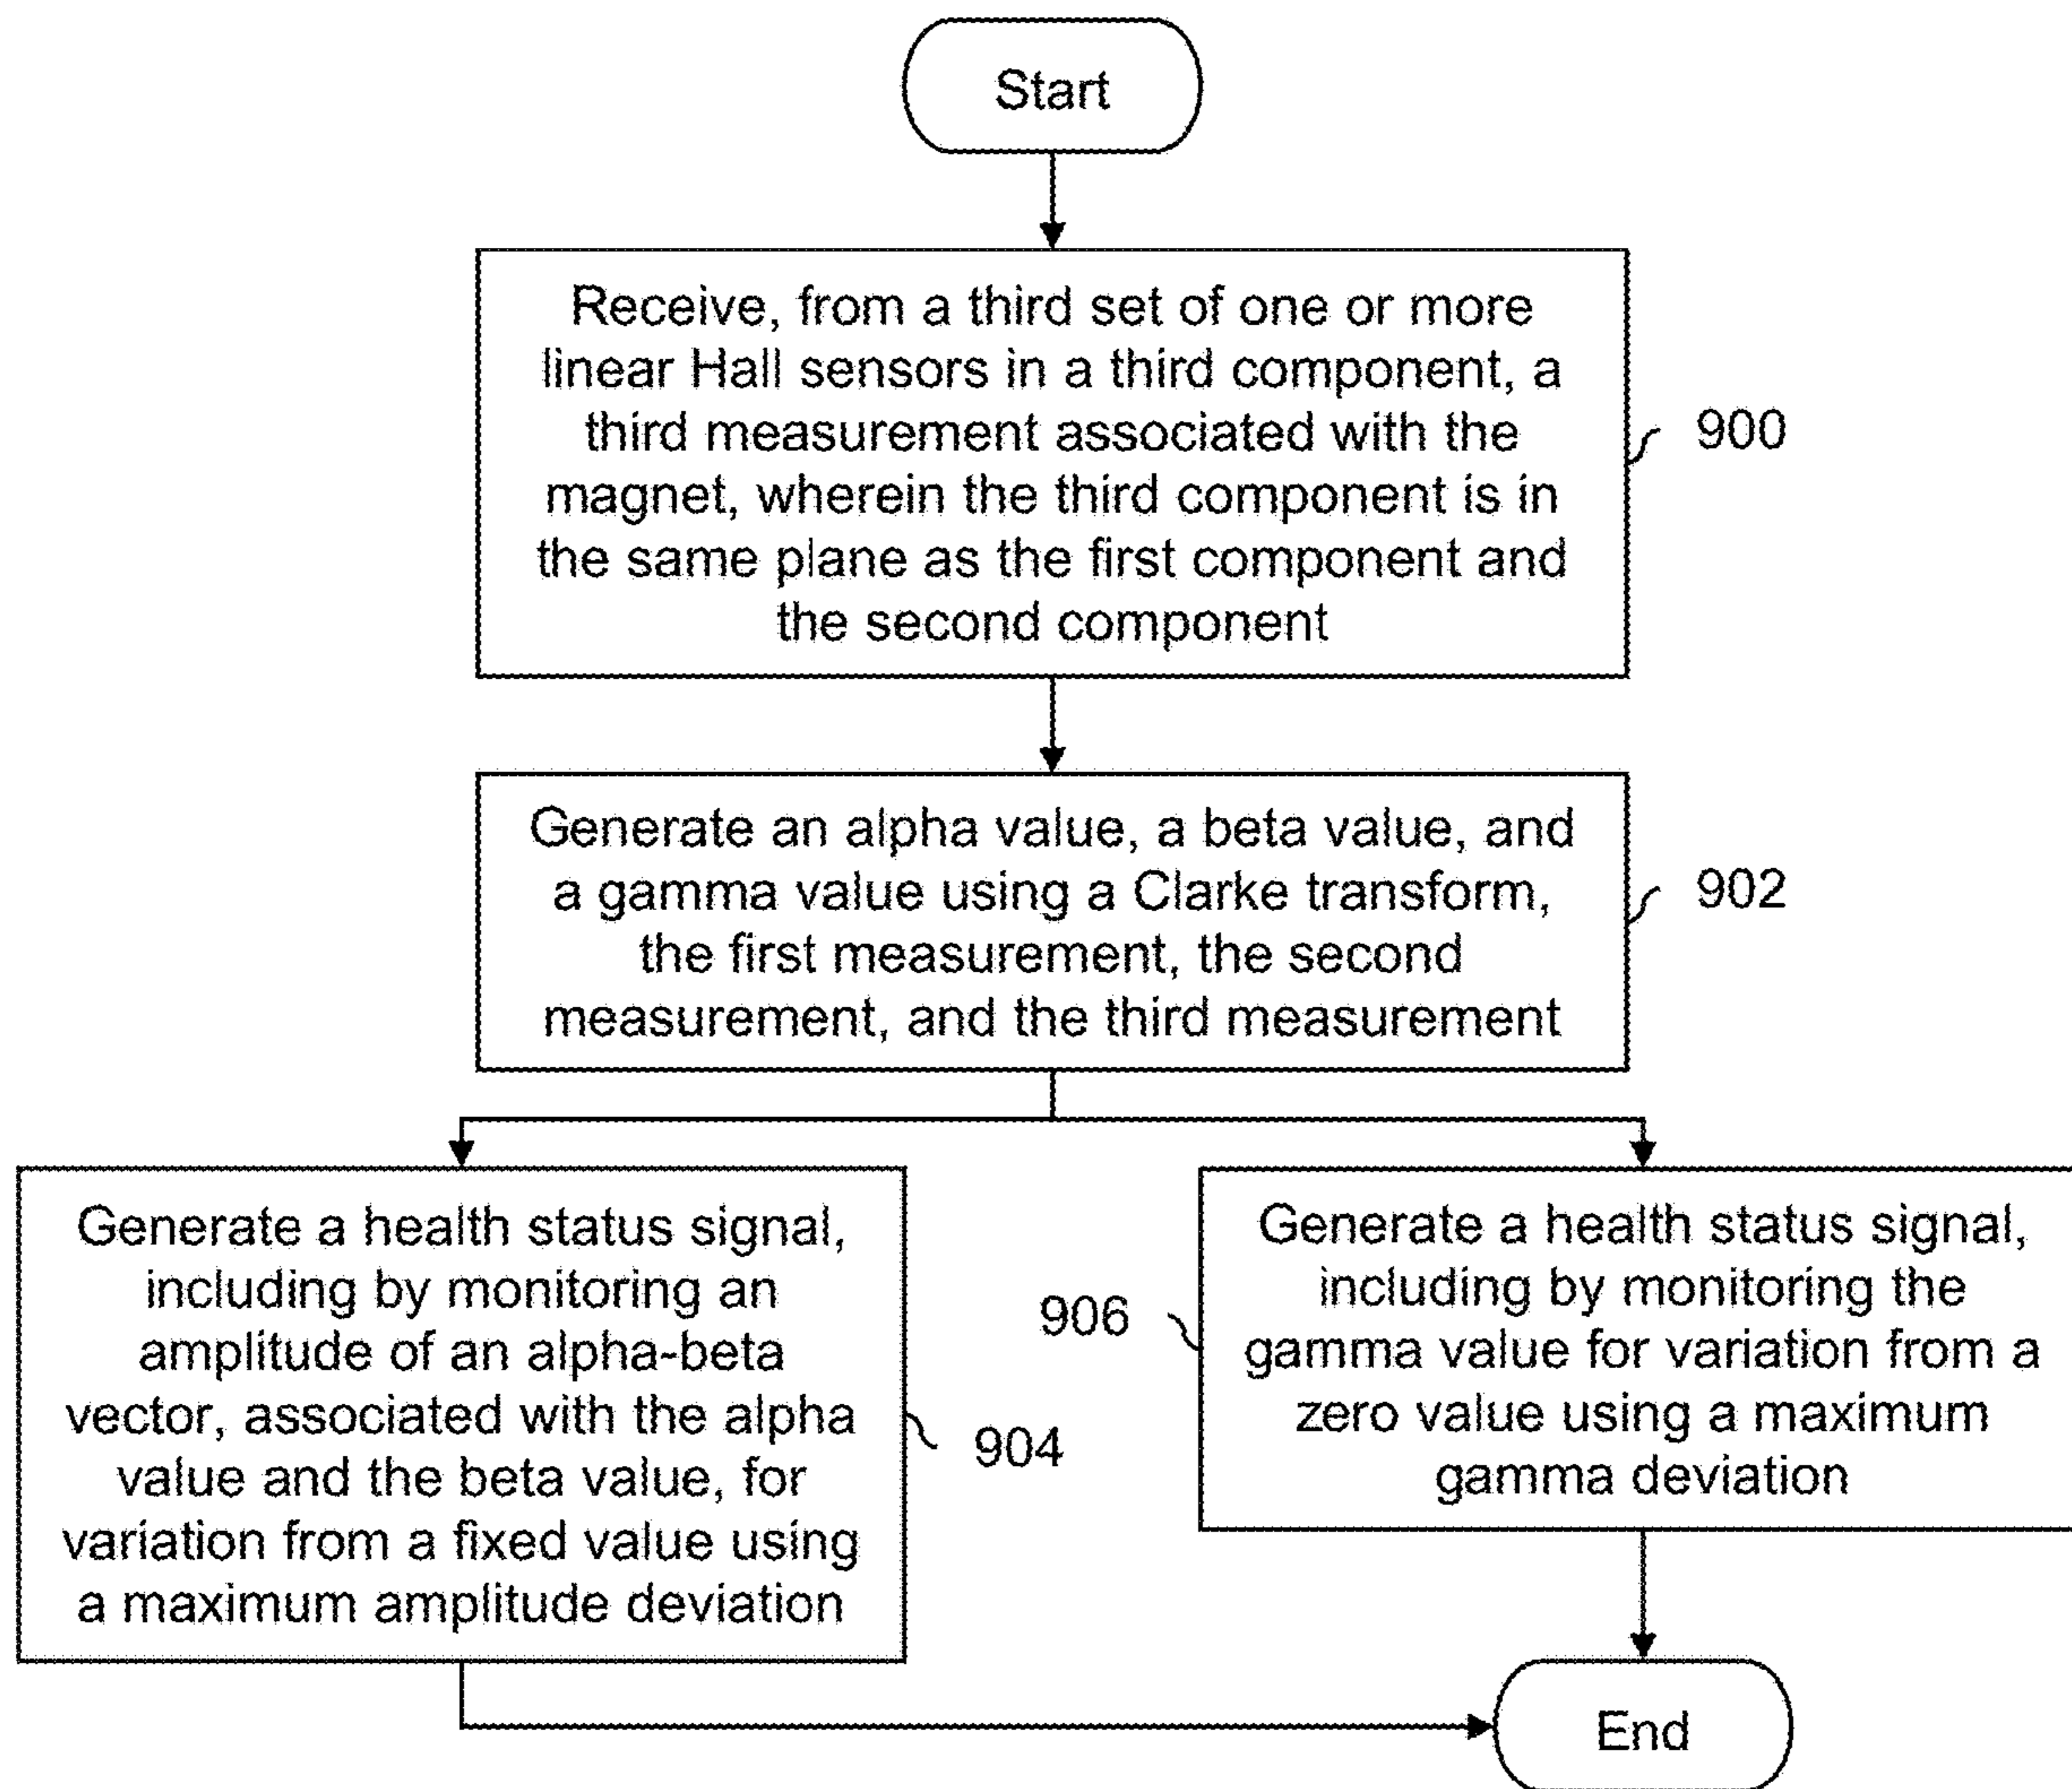 Start
Receive, from a third set of one or more
linear Hall sensors in a third component, a
third measurement associated with the
magnet, wherein the third component is in
the same plane as the first component and
the second component
900
Generate an alpha value, a beta value, and
a gamma value using a Clarke transform,
the first measurement, the second
measurement, and the third measurement
902
Generate a health status signal,
including by monitoring an
amplitude of an alpha-beta
vector, associated with the alpha
value and the beta value, for
variation from a fixed value using
a maximum amplitude deviation
904
906
Generate a health status signal,
including by monitoring the
gamma value for variation from a
zero value using a maximum
gamma deviation
End